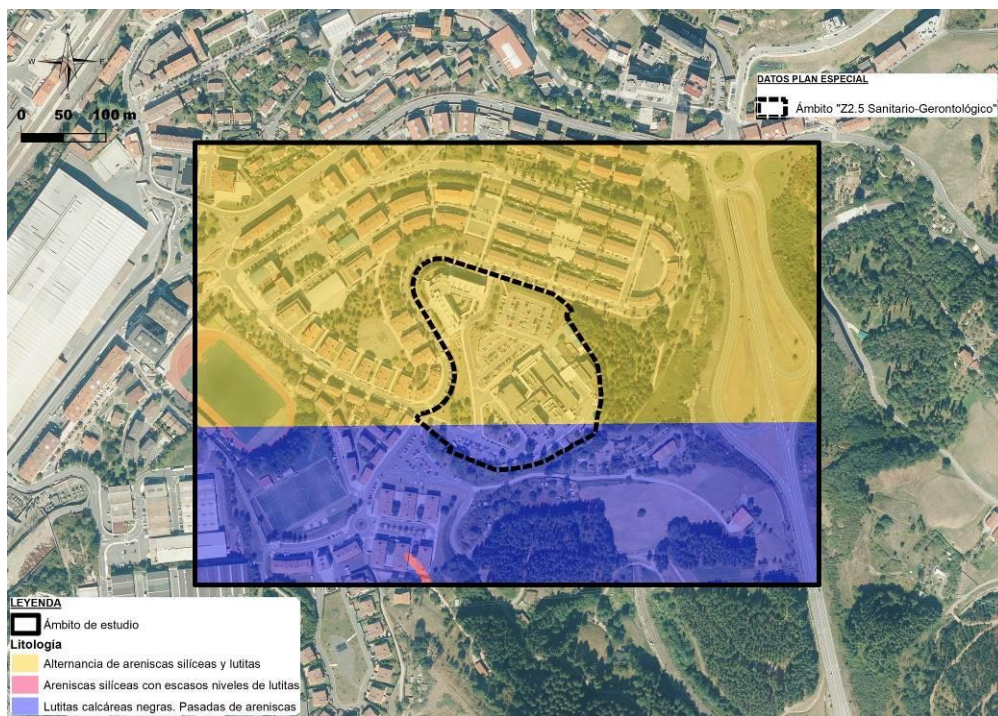 N
W E
S
0 50 100 m
DATOS PLAN ESPECIAL
Ámbito "Z2.5 Sanitario-Gerontológico"
LEYENDA
Ámbito de estudio
Litología
Alternancia de areniscas silíceas y lutitas
Areniscas silíceas con escasos niveles de lutitas
Lutitas calcáreas negras. Pasadas de areniscas